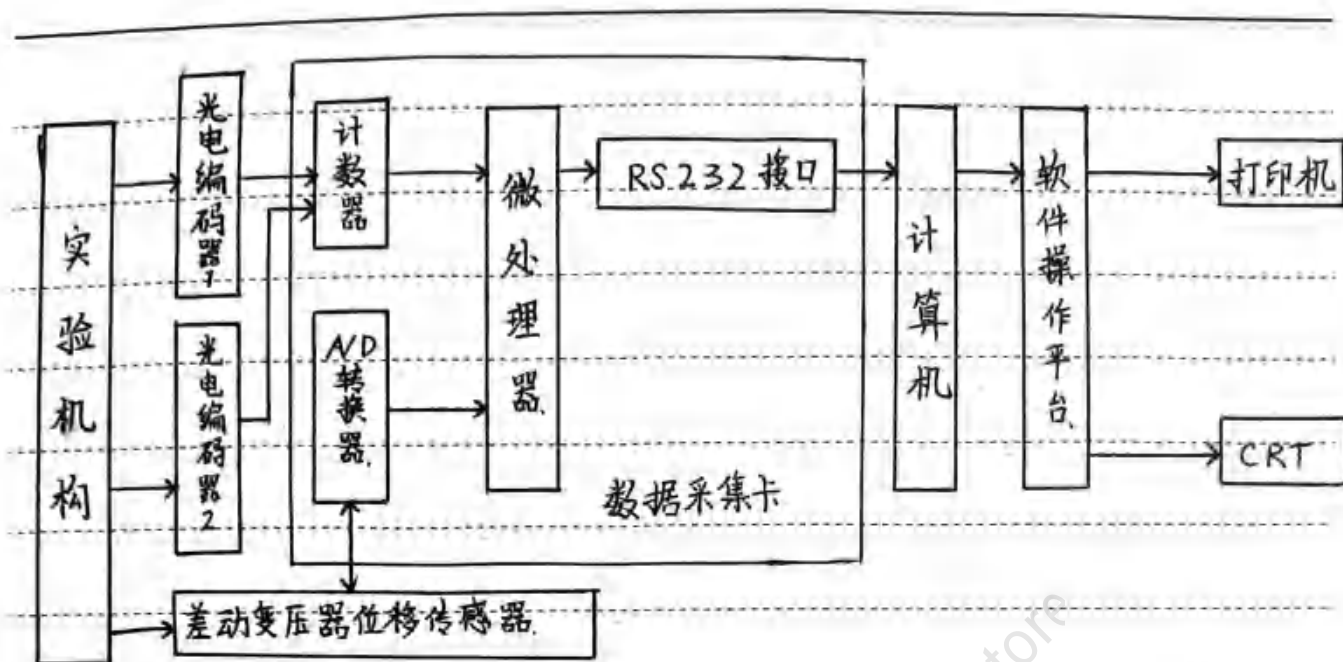 实验机构
光电编码器1
光电编码器2
计数器
A/D转换器.
微处理器.
RS232接口
数据采集卡
计算机
软件操作平台.
打印机
CRT
差动变压器位移传感器.
tore